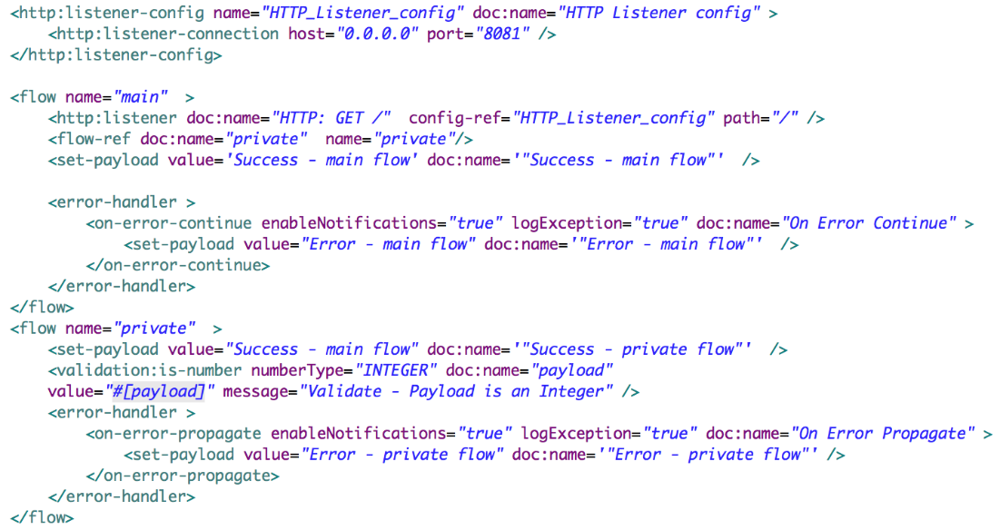 <http:listener-config name="HTTP_Listener_config" doc:name="HTTP Listener config" >
<http:listener-connection host="0.0.0.0" port="8081" />
</http:listener-config>
<flow name="main"  >
<http:listener doc:name="HTTP: GET /"  config-ref="HTTP_Listener_config" path="/" />
<flow-ref doc:name="private"  name="private"/>
<set-payload value='Success - main flow' doc:name='"Success - main flow"'  />
<error-handler >
<on-error-continue enableNotifications="true" logException="true" doc:name="On Error Continue" >
<set-payload value="Error - main flow" doc:name='"Error - main flow"'  />
</on-error-continue>
</error-handler>
</flow>
<flow name="private"  >
<set-payload value="Success - main flow" doc:name='"Success - private flow"'  />
<validation:is-number numberType="INTEGER" doc:name="payload"
value="#[payload]" message="Validate - Payload is an Integer" />
<error-handler >
<on-error-propagate enableNotifications="true" logException="true" doc:name="On Error Propagate" >
<set-payload value="Error - private flow" doc:name='"Error - private flow"' />
</on-error-propagate>
</error-handler>
</flow>